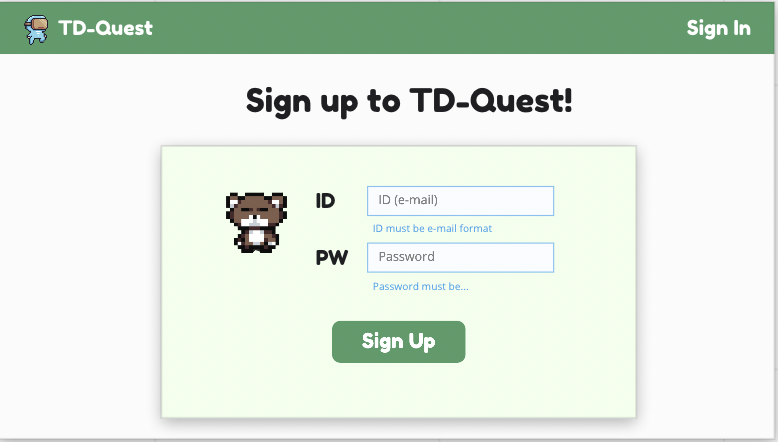 TD-Quest
Sign In
Sign up to TD-Quest!
ID
ID (e-mail)
ID must be e-mail format
PW
Password
Password must be...
Sign Up